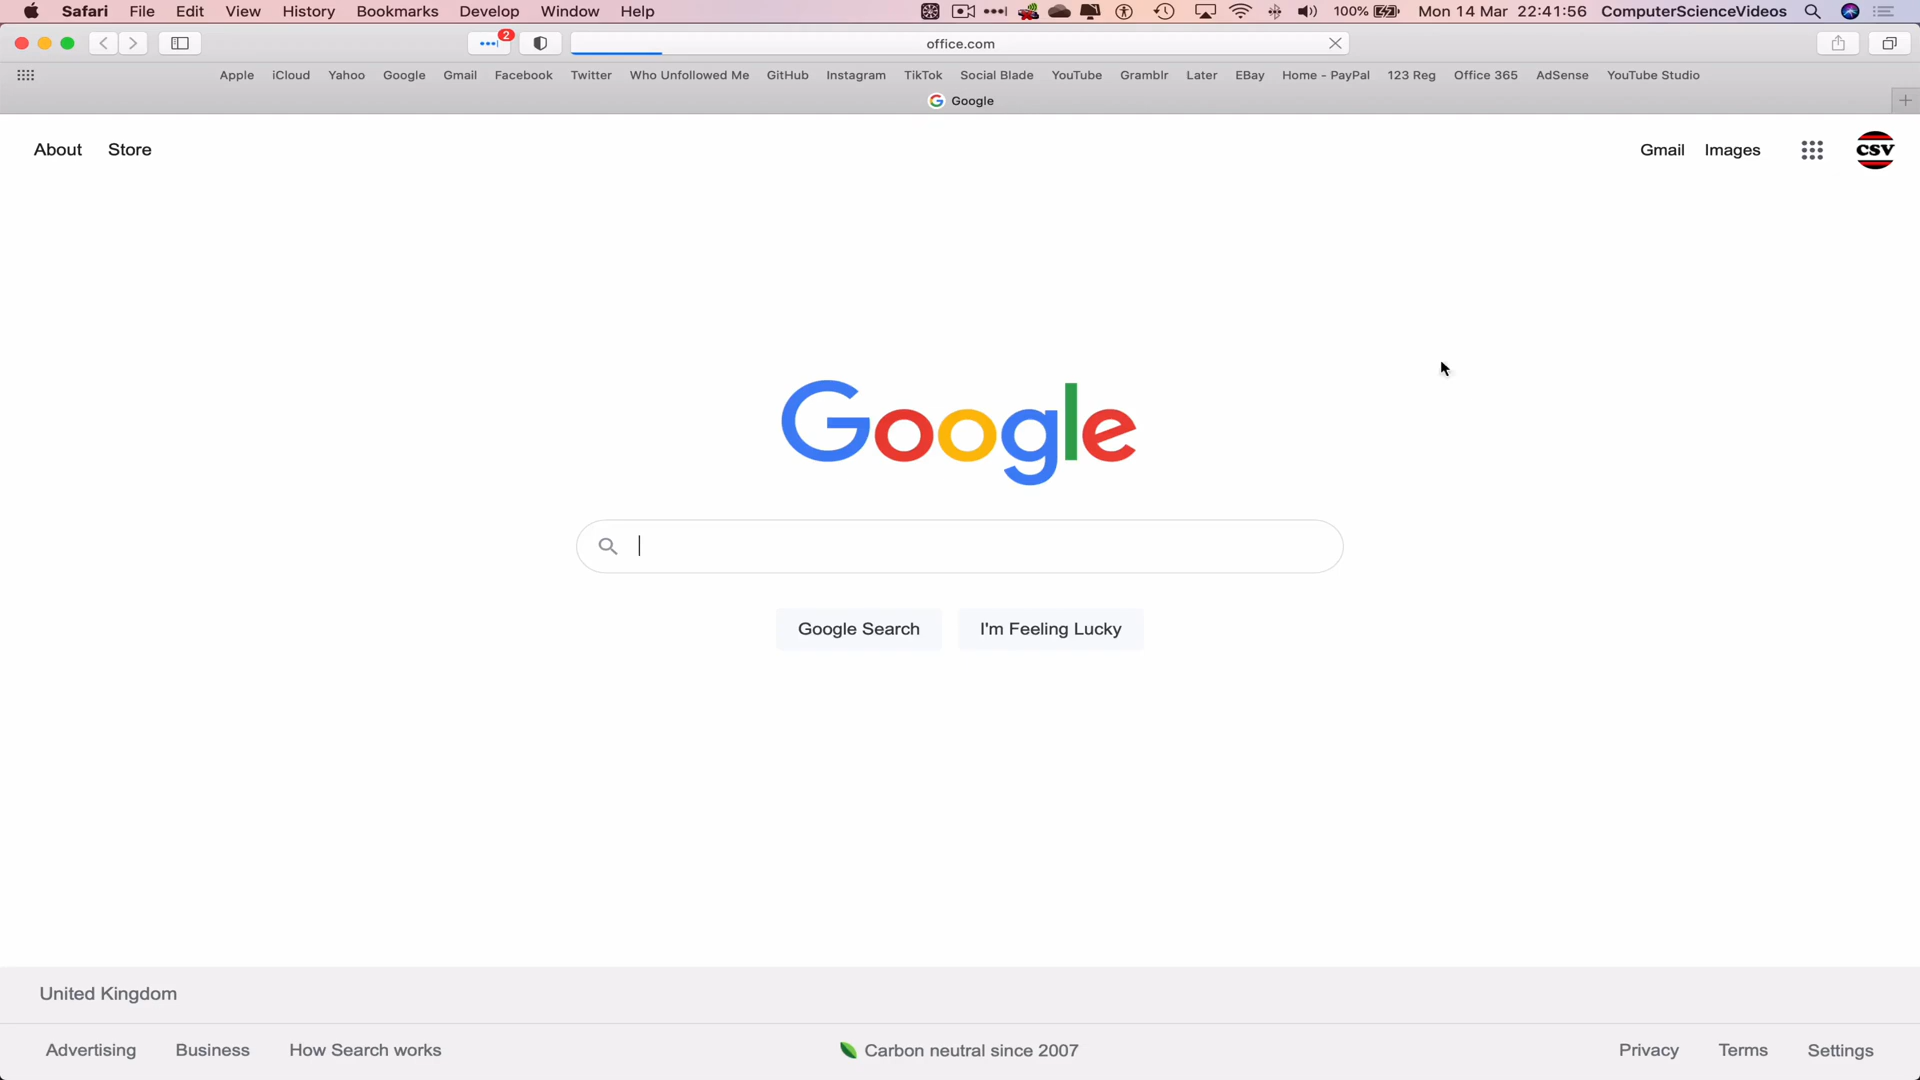 Safari File Edit View History Bookmarks Develop Window Help 100% Mon 14 Mar 22:41:56 ComputerScienceVideos
2 office.com
Apple iCloud Yahoo Google Gmail Facebook Twitter Who Unfollowed Me GitHub Instagram TikTok Social Blade YouTube Gramblr Later EBay Home - PayPal 123 Reg Office 365 AdSense YouTube Studio
Google
About Store Gmail Images CSV
Google
Google Search I'm Feeling Lucky
United Kingdom
Advertising Business How Search works Carbon neutral since 2007 Privacy Terms Settings